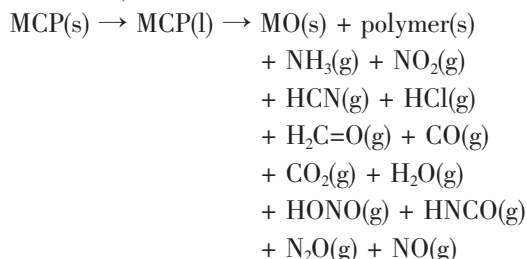 MCP(s) → MCP(l) → MO(s) + polymer(s)
+ NH₃(g) + NO₂(g)
+ HCN(g) + HCl(g)
+ H₂C=O(g) + CO(g)
+ CO₂(g) + H₂O(g)
+ HONO(g) + HNCO(g)
+ N₂O(g) + NO(g)